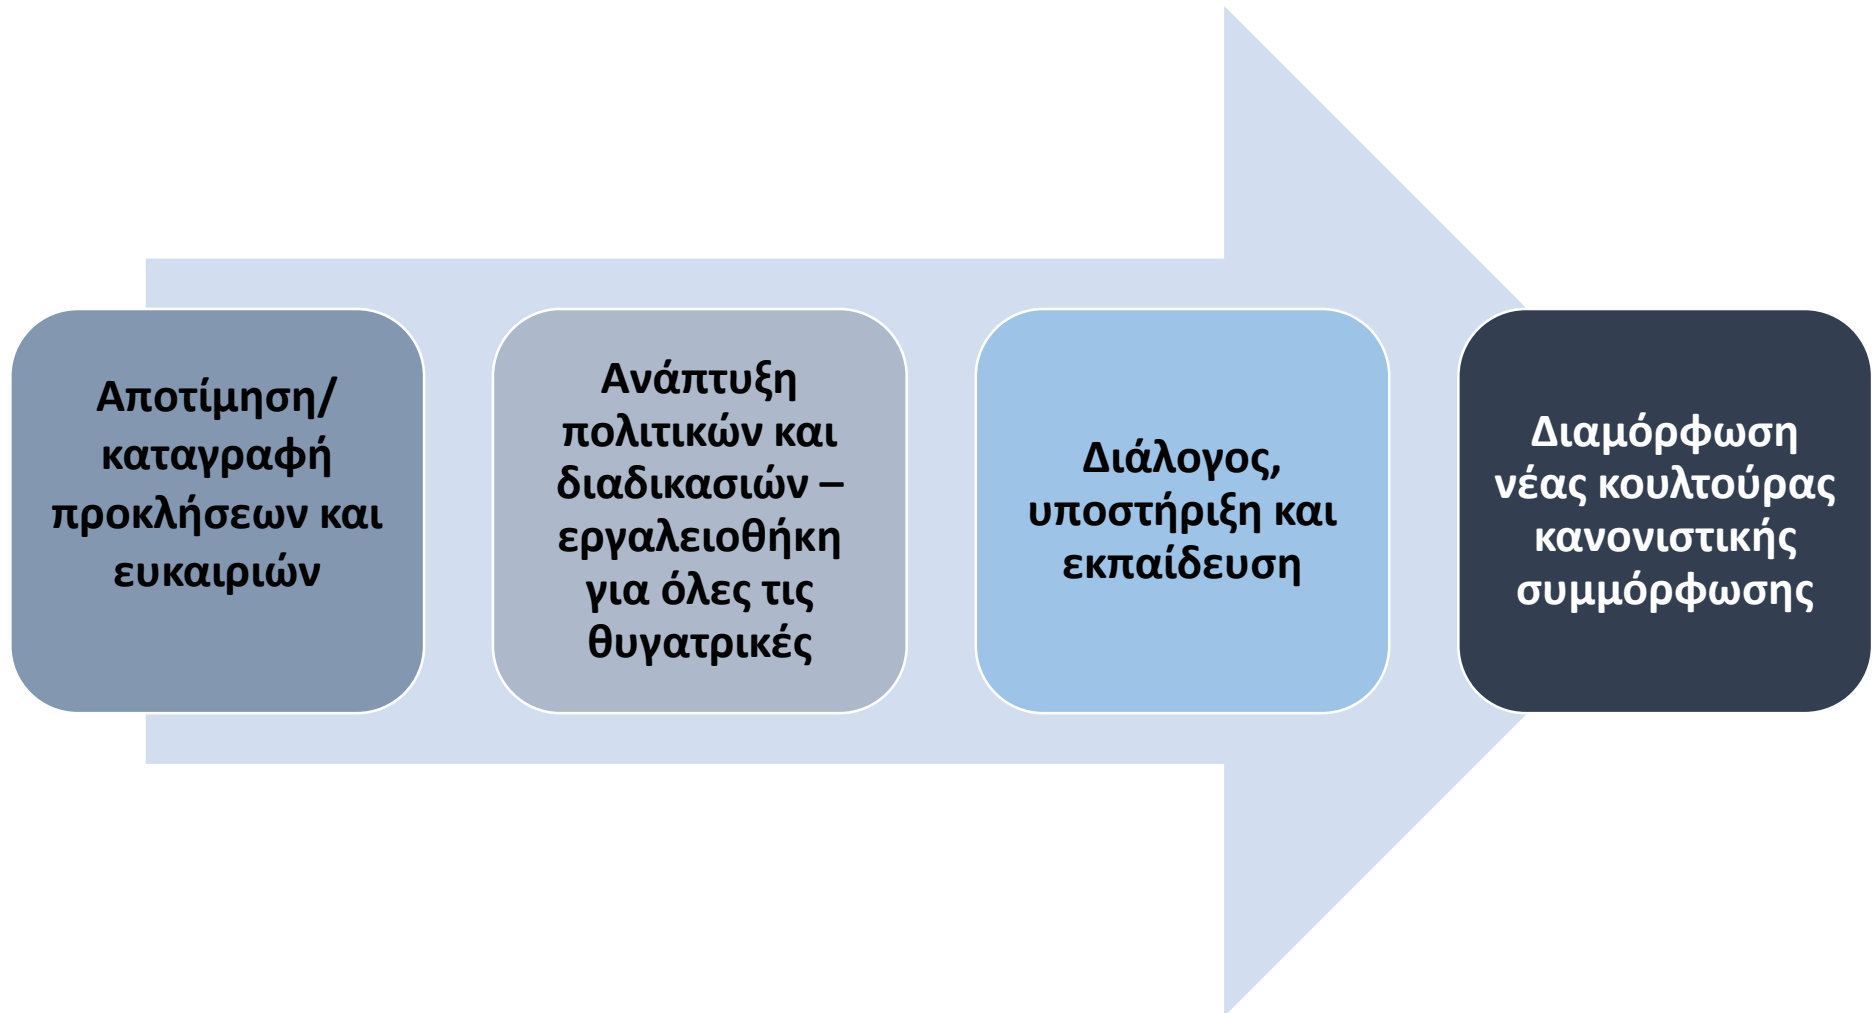 Αποτίμηση/
καταγραφή
προκλήσεων και
ευκαιριών
Ανάπτυξη
πολιτικών και
διαδικασιών –
εργαλειοθήκη
για όλες τις
θυγατρικές
Διάλογος,
υποστήριξη και
εκπαίδευση
Διαμόρφωση
νέας κουλτούρας
κανονιστικής
συμμόρφωσης